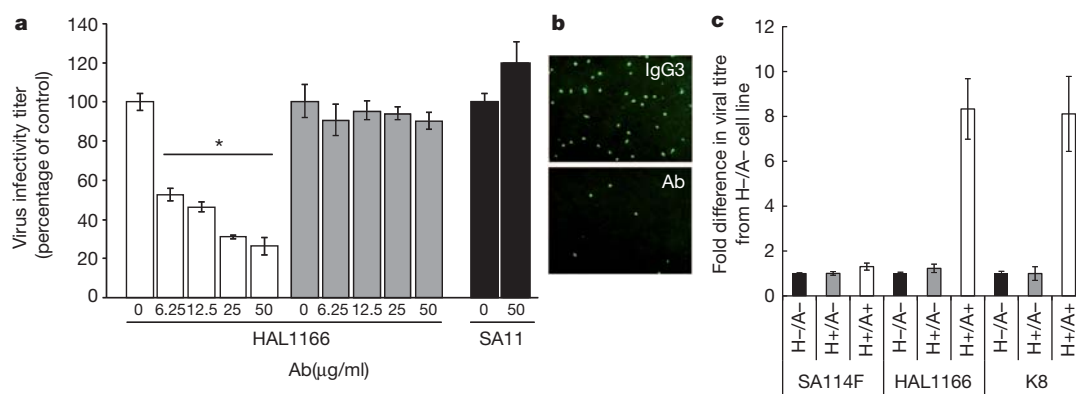 a
Virus infectivity titer
(percentage of control)
140
120
100
80
60
40
20
0
0 6.25 12.5 25 50 0 6.25 12.5 25 50 0 50
*
HAL1166 SA11
Ab(μg/ml)
b
IgG3
Ab
c
Fold difference in viral titre
from H–/A– cell line
12
10
8
6
4
2
0
H–/A– H+/A– H+/A+ H–/A– H+/A– H+/A+ H–/A– H+/A– H+/A+
SA114F HAL1166 K8